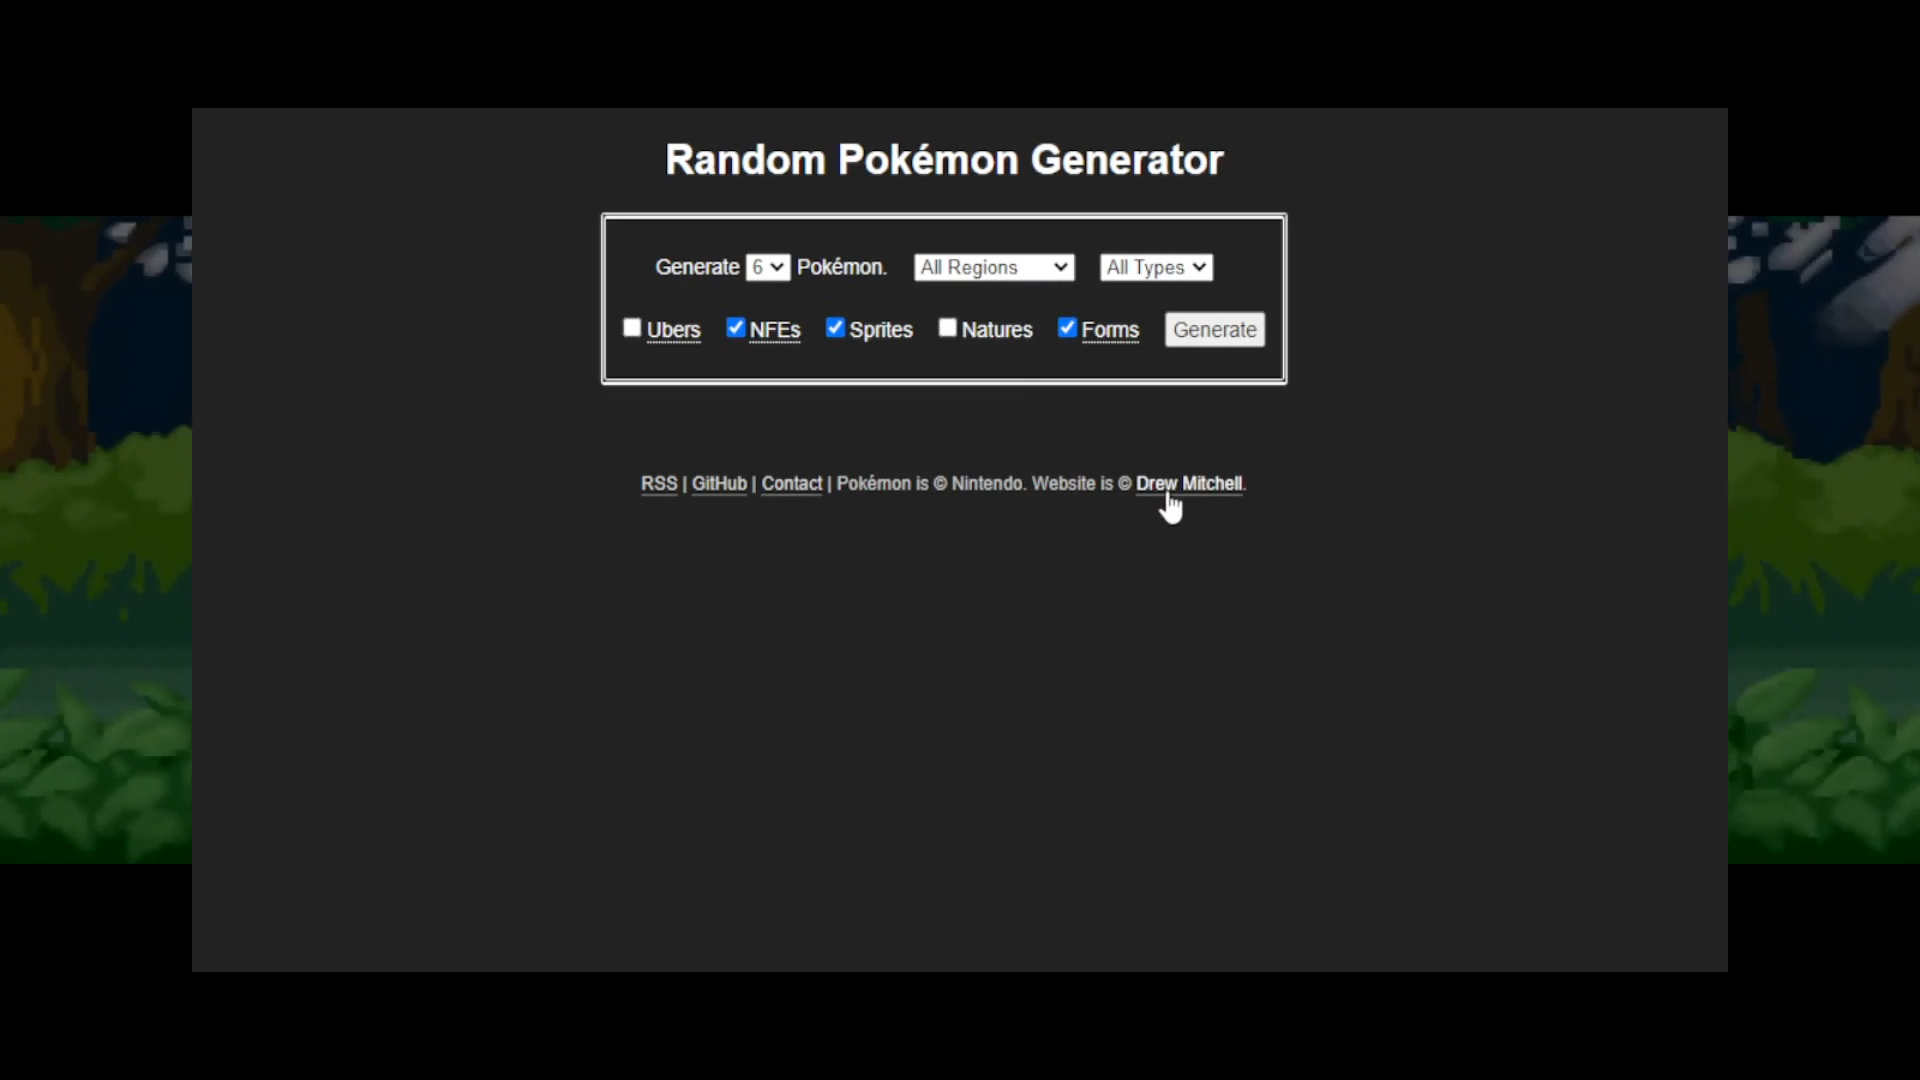 Random Pokémon Generator
Generate 6 Pokémon. All Regions All Types
Ubers NFEs Sprites Natures Forms Generate
RSS | GitHub | Contact | Pokémon is © Nintendo. Website is © Drew Mitchell.